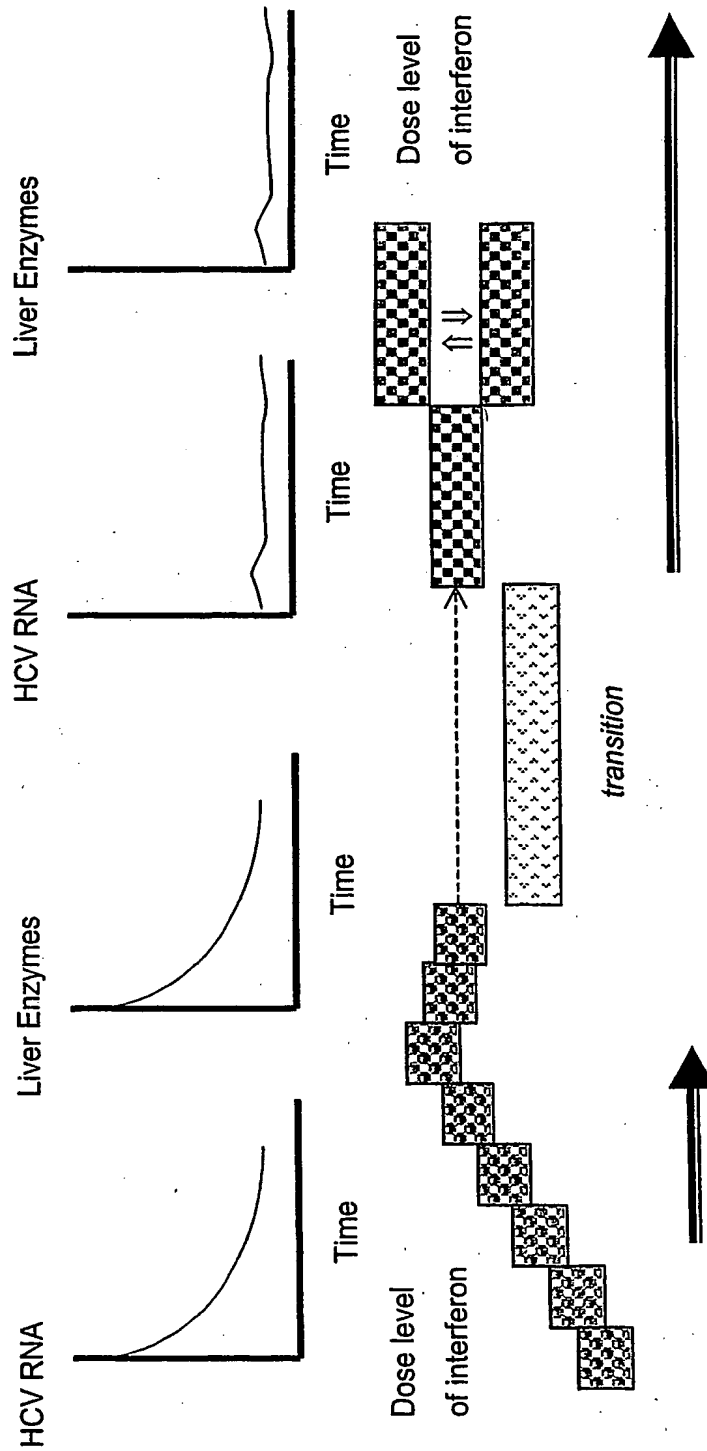 HCV RNA
Liver Enzymes
HCV RNA
Liver Enzymes
Time
Time
Time
Time
Dose level
of interferon
Dose level
of interferon
transition